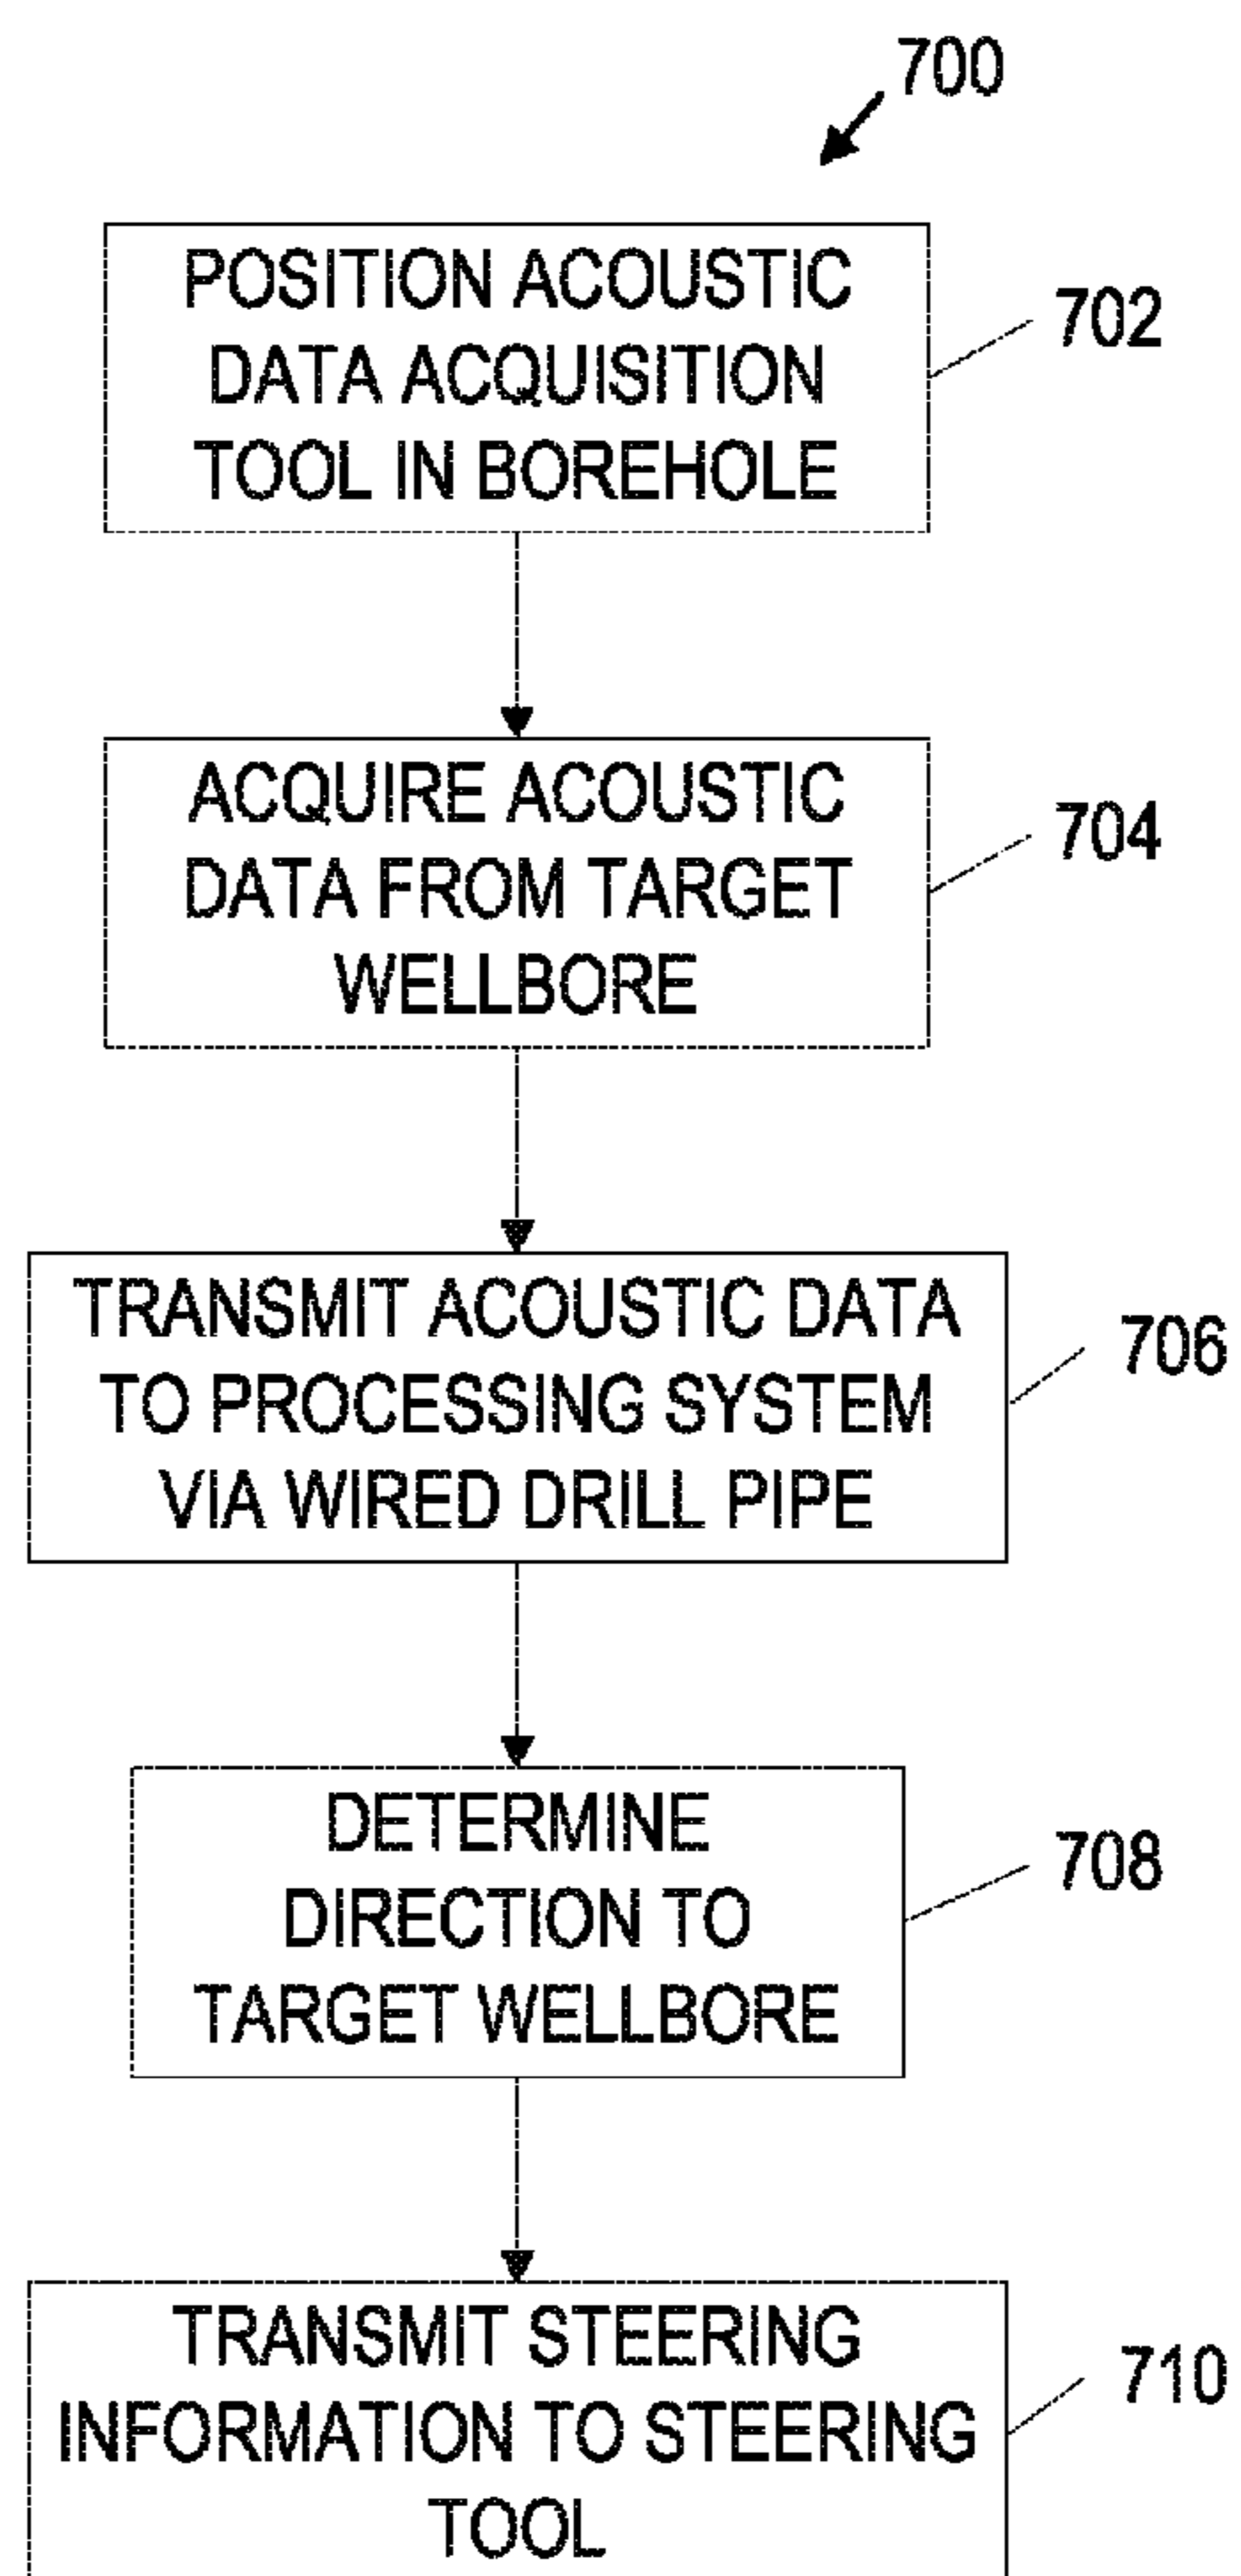 700
POSITION ACOUSTIC
DATA ACQUISITION
TOOL IN BOREHOLE
702
ACQUIRE ACOUSTIC
DATA FROM TARGET
WELLBORE
704
TRANSMIT ACOUSTIC DATA
TO PROCESSING SYSTEM
VIA WIRED DRILL PIPE
706
DETERMINE
DIRECTION TO
TARGET WELLBORE
708
TRANSMIT STEERING
INFORMATION TO STEERING
TOOL
710